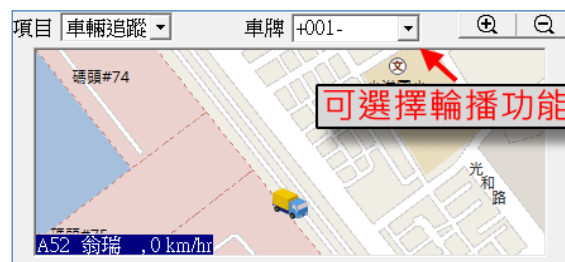 項目 車輛追蹤 車牌 +001-
碼頭#74
文
可選擇輪播功能
光和路
A52 翁瑞 ,0 km/hr